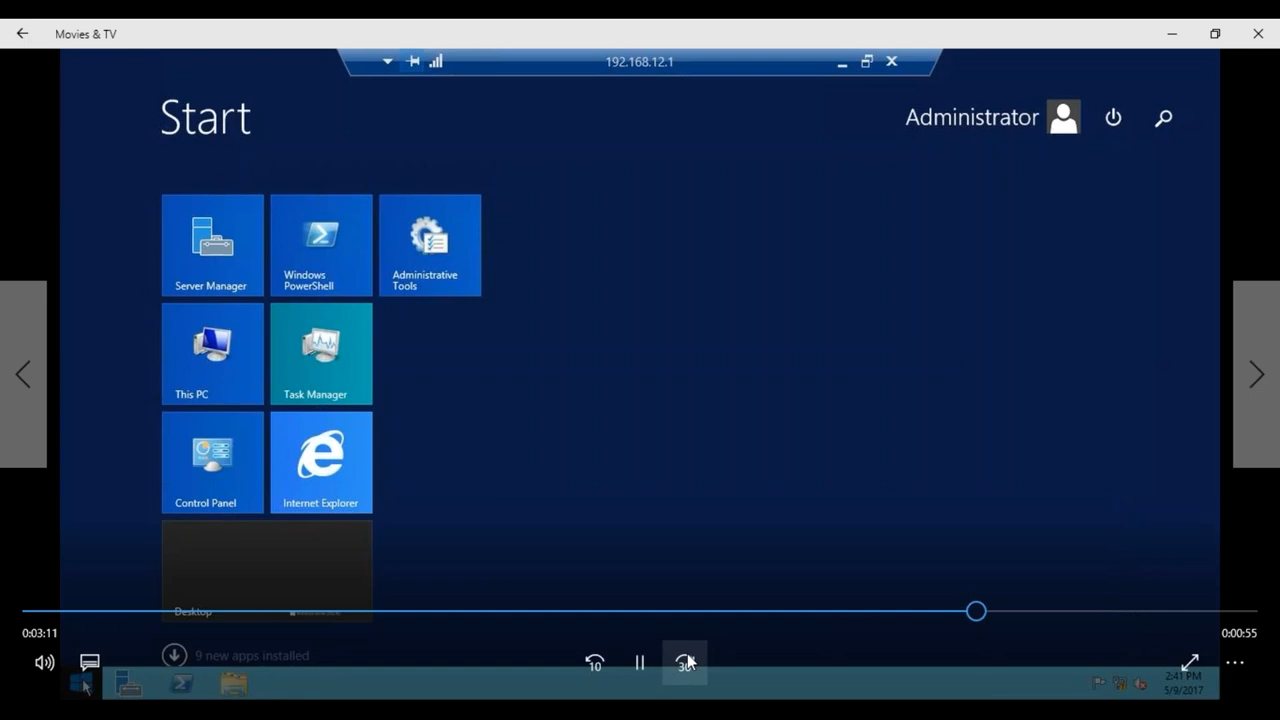 Movies & TV
192.168.12.1
Start
Administrator
Server Manager
Windows PowerShell
Administrative Tools
This PC
Task Manager
Control Panel
Internet Explorer
Desktop
0:03:11
0:00:55
9 new apps installed
10
30
2:41 PM
5/9/2017